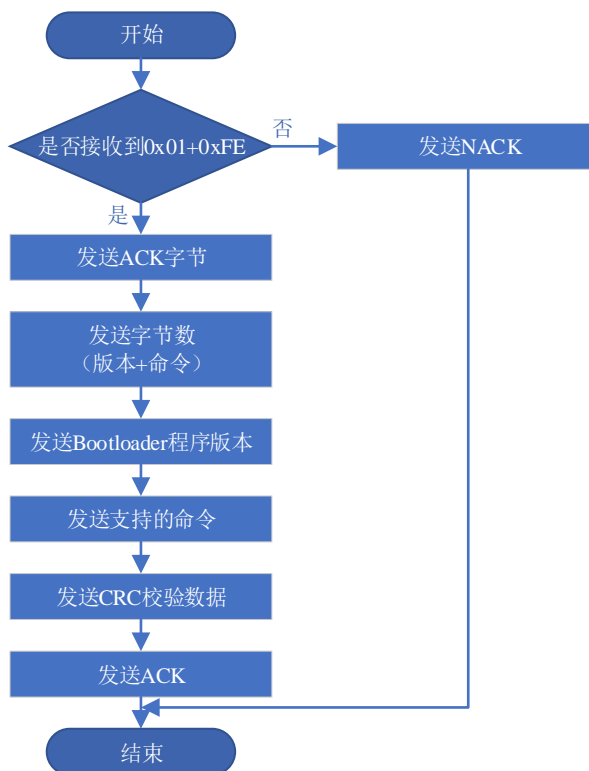 开始
是否接收到0x01+0xFE
否
发送NACK
是
发送ACK字节
发送字节数
（版本+命令）
发送Bootloader程序版本
发送支持的命令
发送CRC校验数据
发送ACK
结束